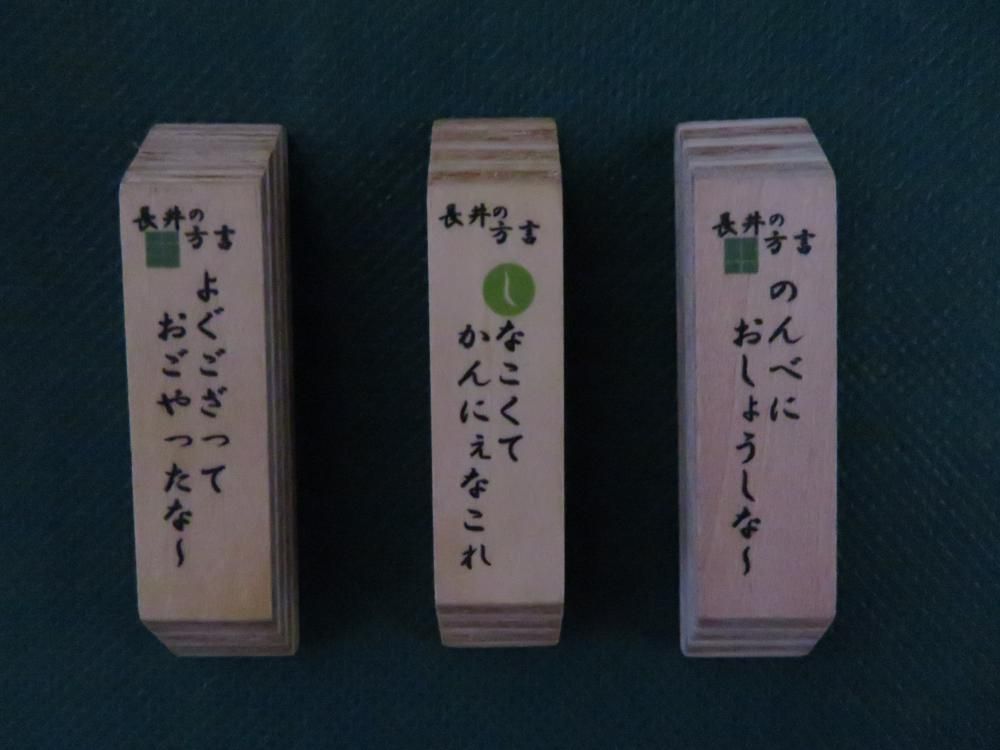 長井の方言
よぐござって
おごやったな〜
長井の方言
しなこくて
かんにぇなこれ
長井の方言
のんべに
おしょうしな〜